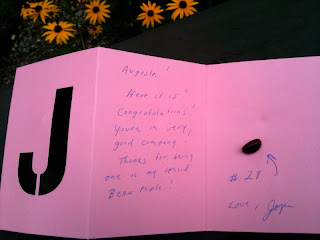 J
Augusta!
Here it is!
Congratulations!
You're in very
good company!
Thanks for being
one of my special
Bean People!
# 28
Love, Joyce